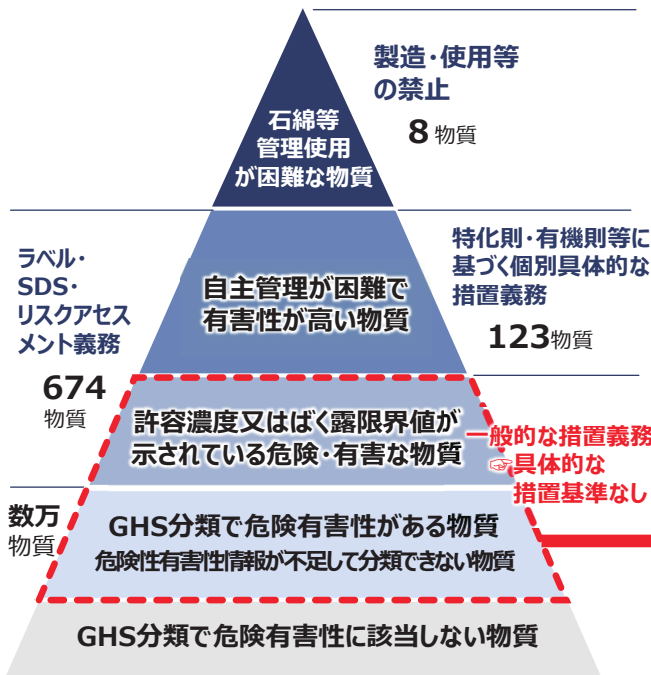 製造・使用等
の禁止
8 物質
石綿等
管理使用
が困難な物質
特化則・有機則等に
基づく個別具体的な
措置義務
123物質
ラベル・
SDS・
リスクアセス
メント義務
674
物質
自主管理が困難で
有害性が高い物質
許容濃度又はばく露限界値が
示されている危険・有害な物質
一般的な措置義務
☞具体的な
措置基準なし
数万
物質
GHS分類で危険有害性がある物質
危険性有害性情報が不足して分類できない物質
GHS分類で危険有害性に該当しない物質